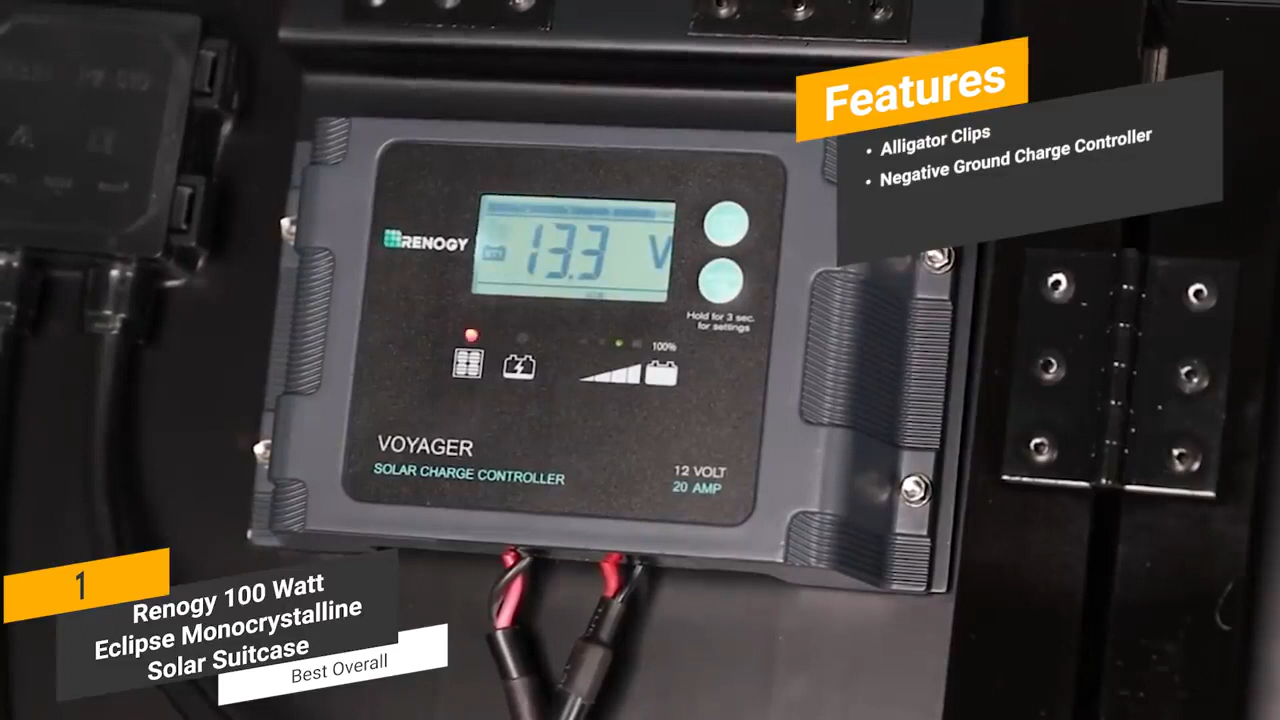 Features
• Alligator Clips
• Negative Ground Charge Controller
RENOGY
13.3 V
Hold for 3 sec.
for settings
100%
VOYAGER
SOLAR CHARGE CONTROLLER
12 VOLT
20 AMP
1
Renogy 100 Watt
Eclipse Monocrystalline
Solar Suitcase
Best Overall